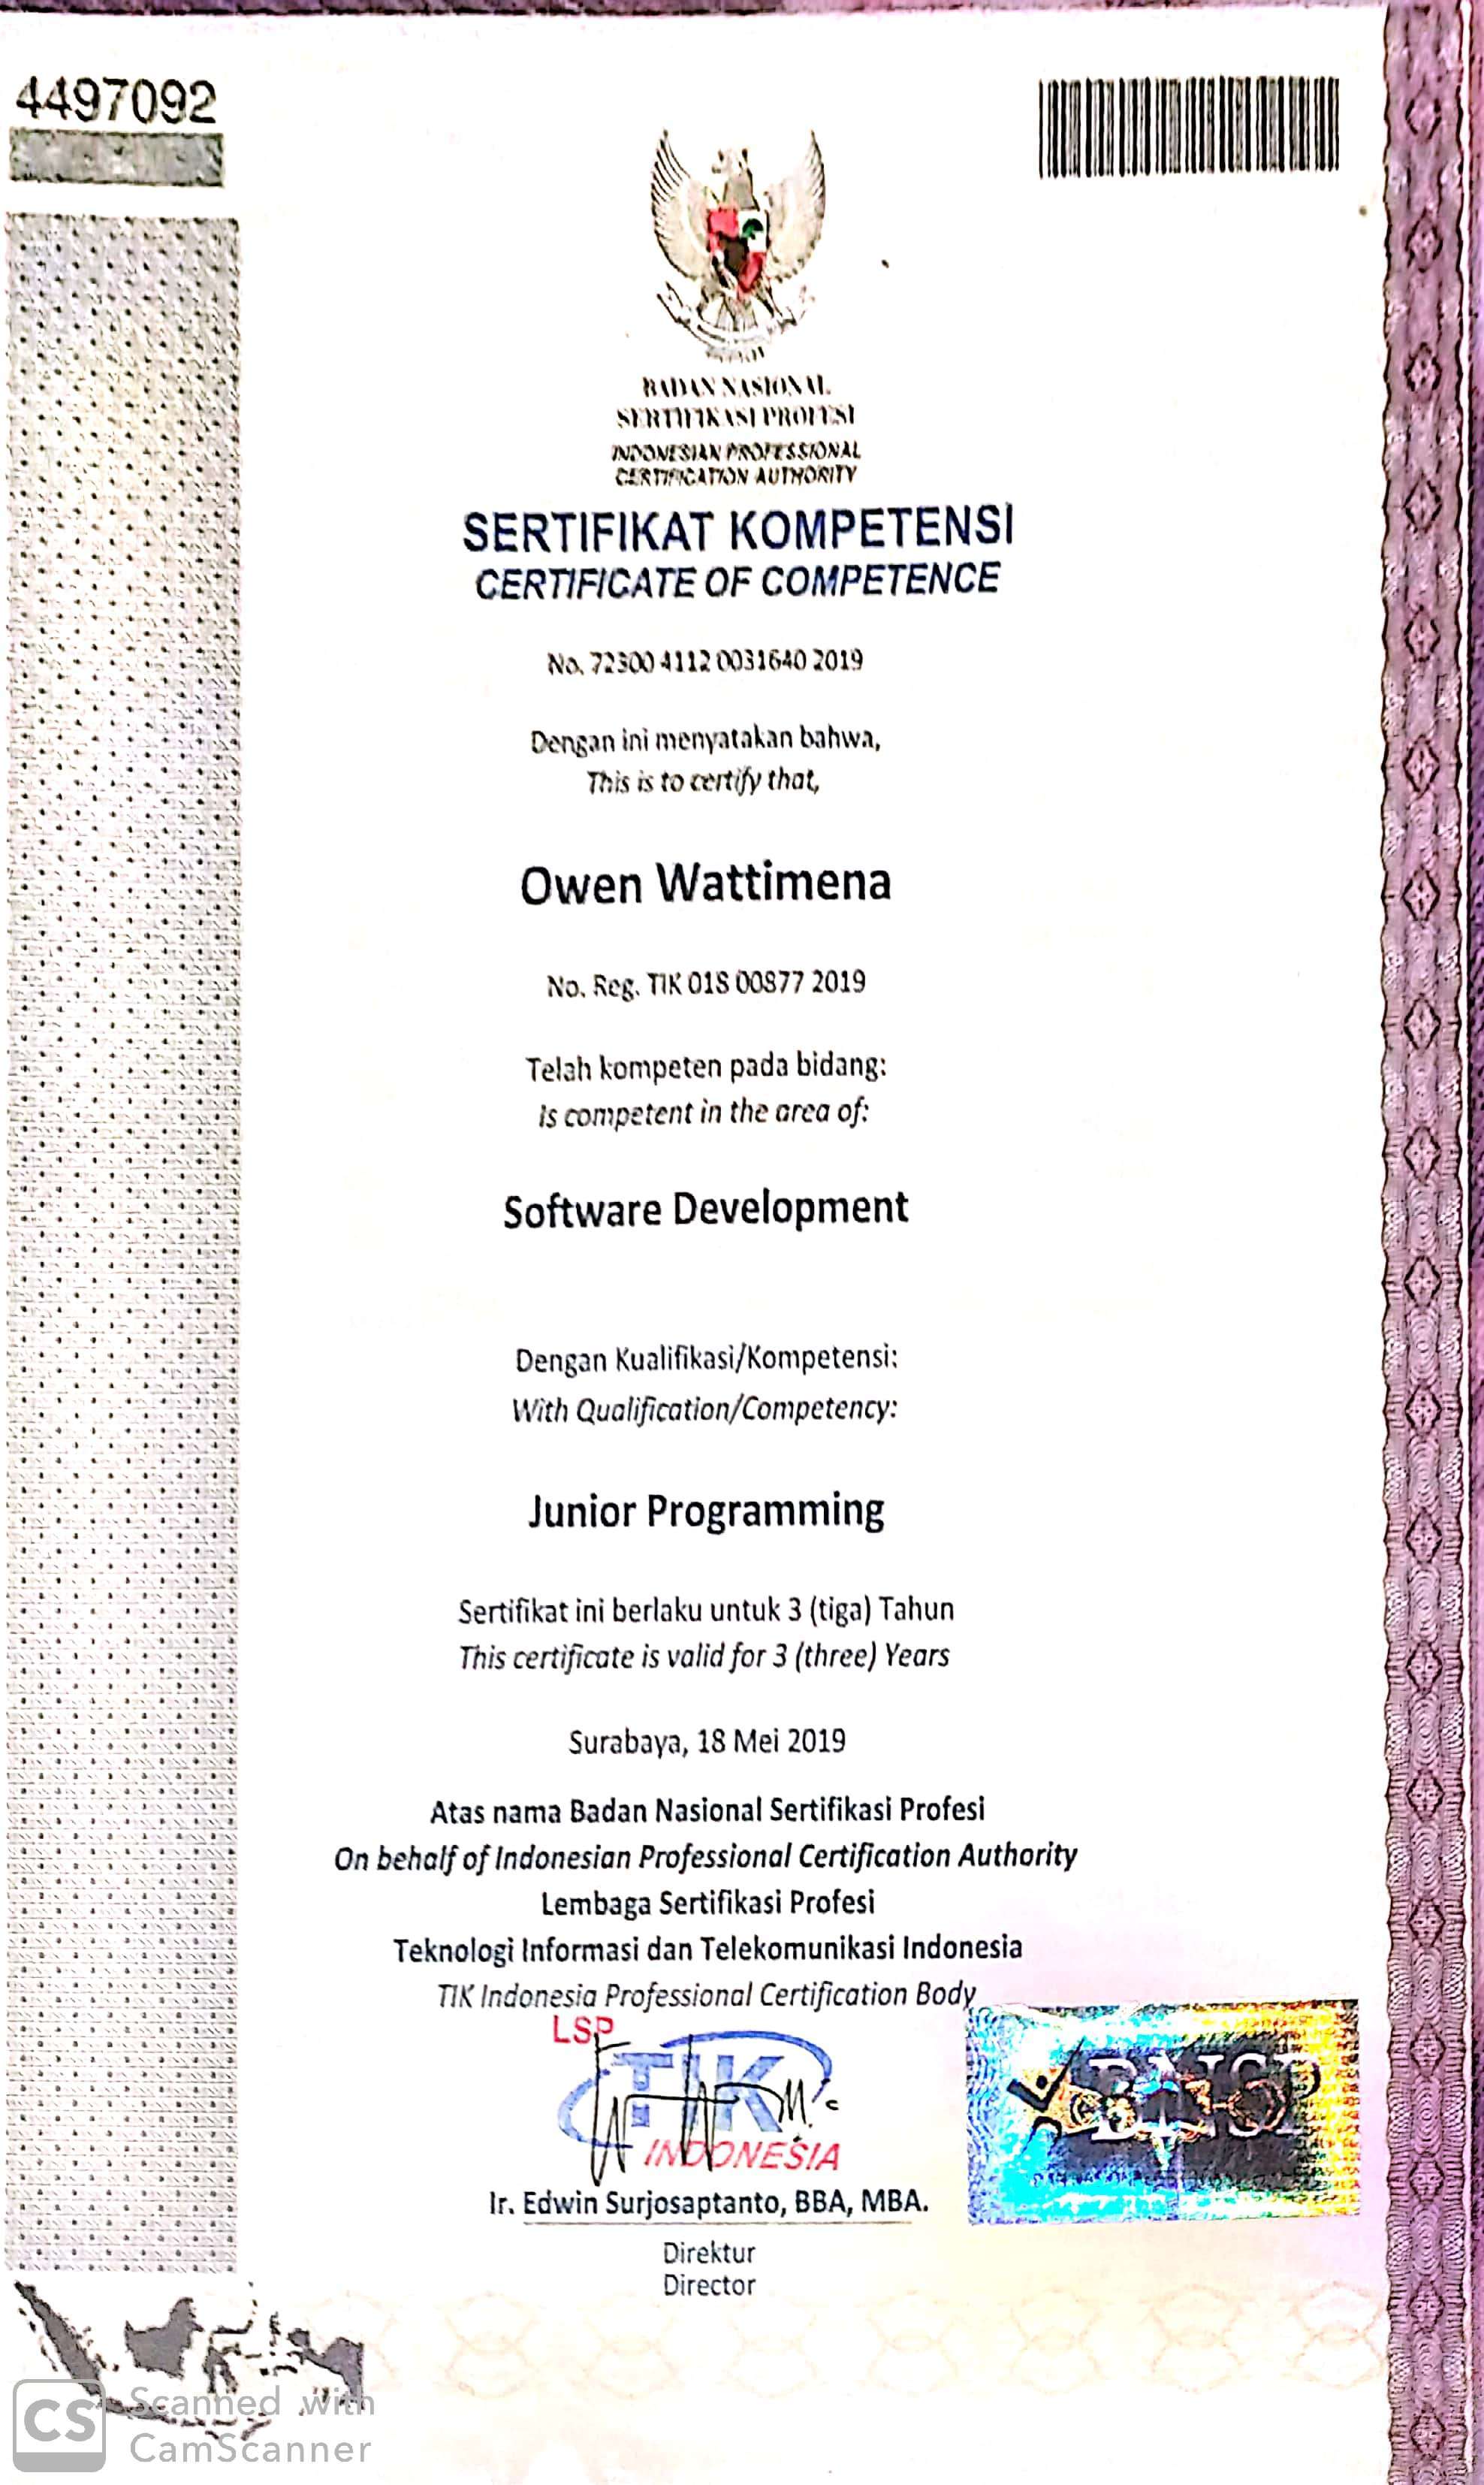 4497092
BADAN NASIONAL
SERTIFIKASI PROFESI
INDONESIAN PROFESSIONAL
CERTIFICATION AUTHORITY
SERTIFIKAT KOMPETENSI
CERTIFICATE OF COMPETENCE
No. 72300 4112 0031640 2019
Dengan ini menyatakan bahwa,
This is to certify that,
Owen Wattimena
No. Reg. TIK 018 00877 2019
Telah kompeten pada bidang:
Is competent in the area of:
Software Development
Dengan Kualifikasi/Kompetensi:
With Qualification/Competency:
Junior Programming
Sertifikat ini berlaku untuk 3 (tiga) Tahun
This certificate is valid for 3 (three) Years
Surabaya, 18 Mei 2019
Atas nama Badan Nasional Sertifikasi Profesi
On behalf of Indonesian Professional Certification Authority
Lembaga Sertifikasi Profesi
Teknologi Informasi dan Telekomunikasi Indonesia
TIK Indonesia Professional Certification Body
LSP
TIK
INDONESIA
BNSP
Ir. Edwin Surjosaptanto, BBA, MBA.
Direktur
Director
CS Scanned with
CamScanner